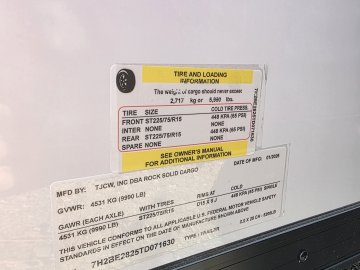 TIRE AND LOADING
INFORMATION
The weight of cargo should never exceed
2,717 kg or 5,990 lbs.
TIRE SIZE COLD TIRE PRESS.
FRONT ST225/75/R15 448 KPA (65 PSI)
INTER NONE NONE
REAR ST225/75/R15 448 KPA (65 PSI)
SPARE NONE NONE
SEE OWNER'S MANUAL
FOR ADDITIONAL INFORMATION
MFD BY: TJCW, INC DBA ROCK SOLID CARGO DATE OF MFG:
GVWR: 4531 KG (9990 LB)
GAWR (EACH AXLE) WITH TIRES RIMS AT COLD
4531 KG (9990 LB) ST225/75/R15 448 KPA (65 PSI) SINGLE
THIS VEHICLE CONFORMS TO ALL APPLICABLE U.S. FEDERAL MOTOR VEHICLE SAFETY
STANDARDS IN EFFECT ON THE DATE OF MANUFACTURE SHOWN ABOVE
7H2BE2825TD071630 TYPE: TRAILER